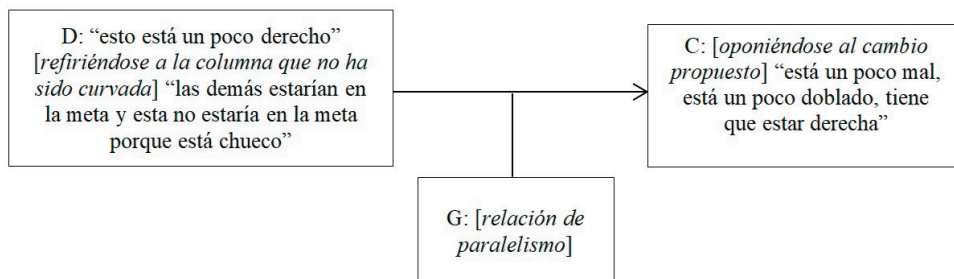 D: “esto está un poco derecho”
[refiriéndose a la columna que no ha
sido curvada] “las demás estarían en
la meta y esta no estaría en la meta
porque está chueco”
C: [oponiéndose al cambio
propuesto] “está un poco mal,
está un poco doblado, tiene
que estar derecha”
G: [relación de
paralelismo]